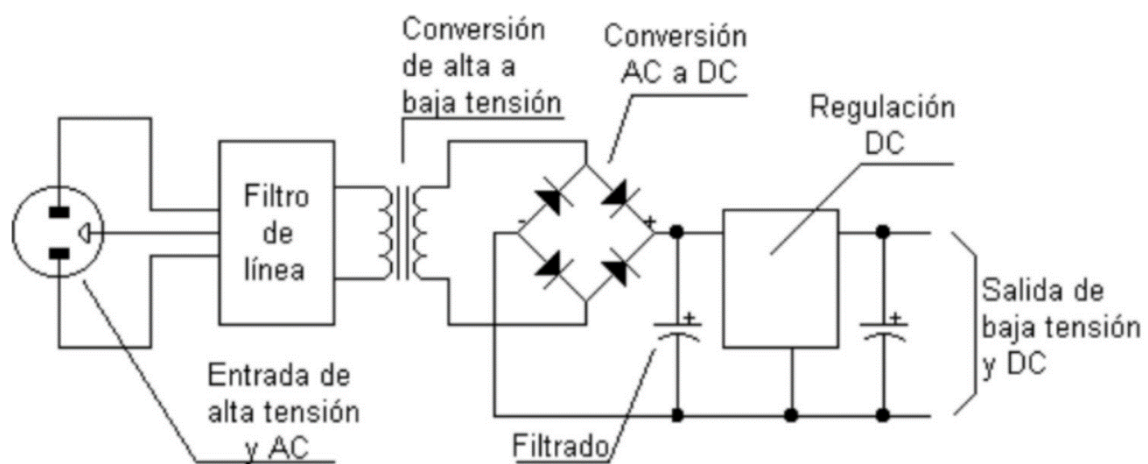 Conversión
de alta a
baja tensión
Conversión
AC a DC
Regulación
DC
Filtro
de
línea
-
+
+
+
Salida de
baja tensión
y DC
Entrada de
alta tensión
y AC
Filtrado